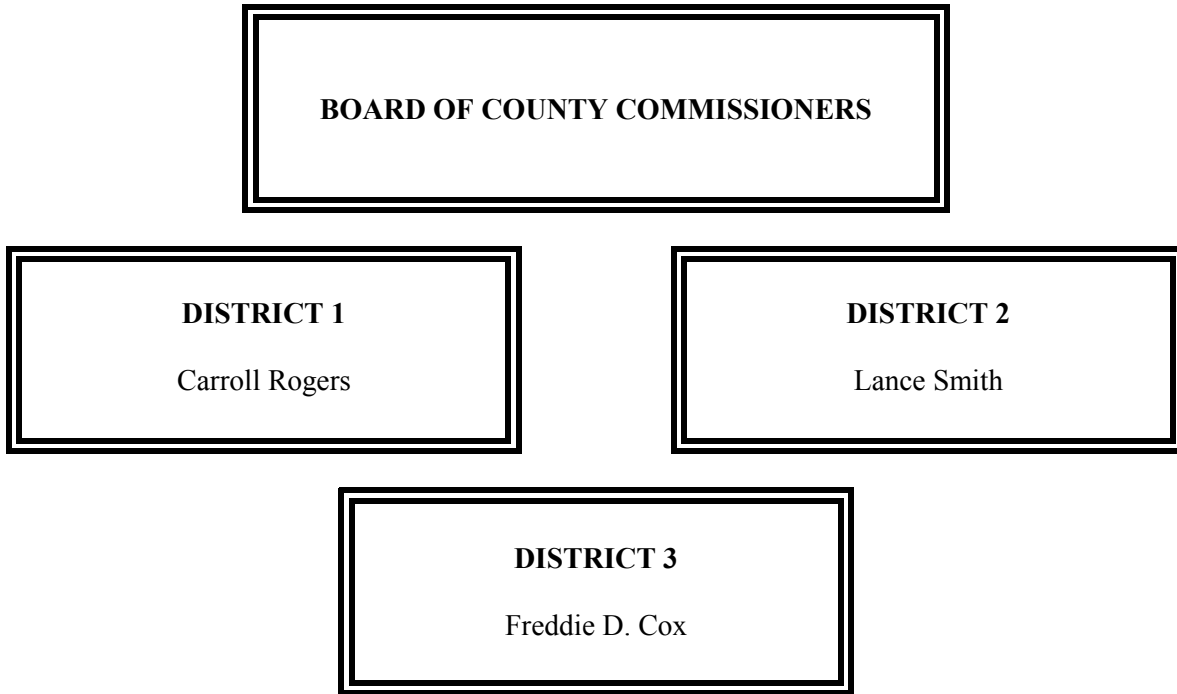 BOARD OF COUNTY COMMISSIONERS
DISTRICT 1
Carroll Rogers
DISTRICT 2
Lance Smith
DISTRICT 3
Freddie D. Cox